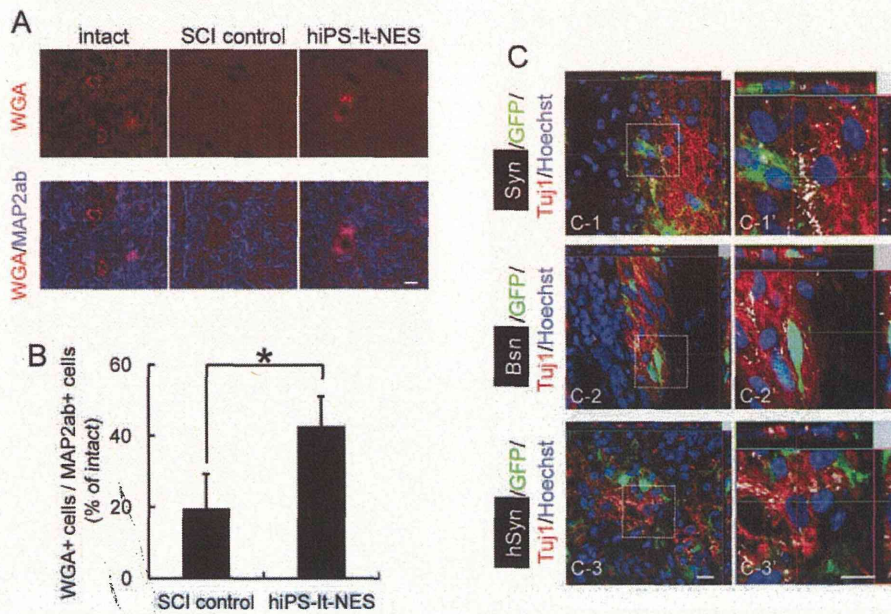 A
intact SCI control hiPS-lt-NES
WGA
WGA/MAP2ab
B
WGA+ cells / MAP2ab+ cells
(% of intact)
60
40
20
0
*
SCI control hiPS-lt-NES
C
Syn/GFP/
Tuj1/Hoechst
C-1 C-1'
Bsn/GFP/
Tuj1/Hoechst
C-2 C-2'
hSyn/GFP/
Tuj1/Hoechst
C-3 C-3'